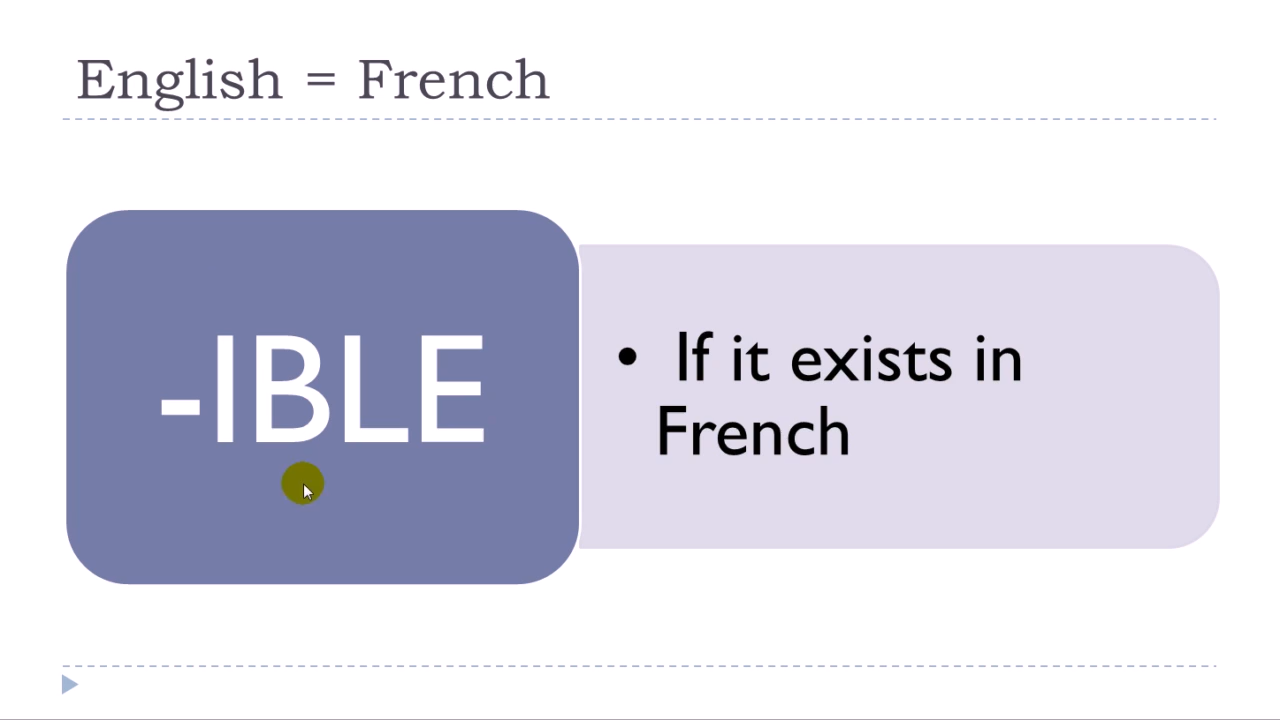 English = French
-IBLE
• If it exists in
French